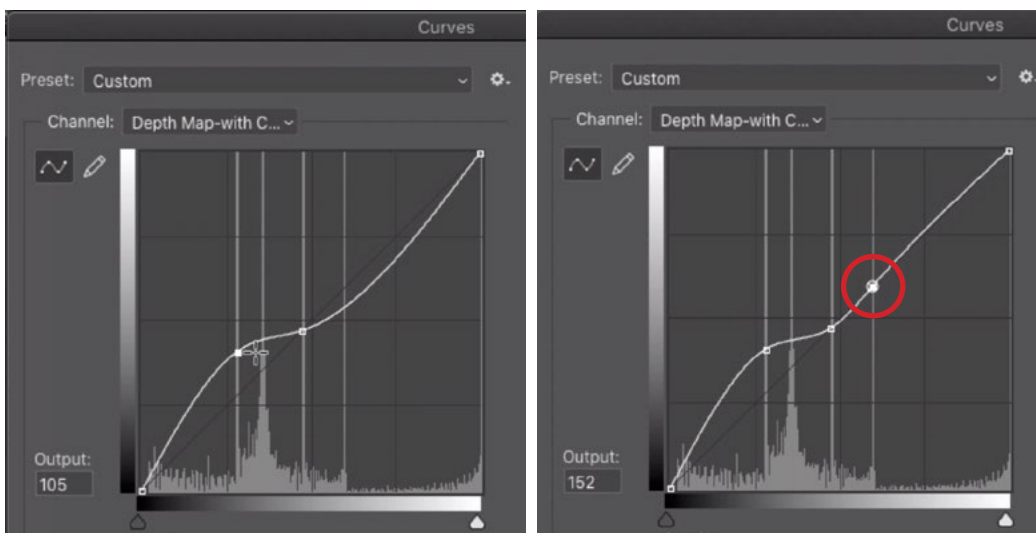 Curves
Preset: Custom
Channel: Depth Map-with C...
Output:
105
Curves
Preset: Custom
Channel: Depth Map-with C...
Output:
152